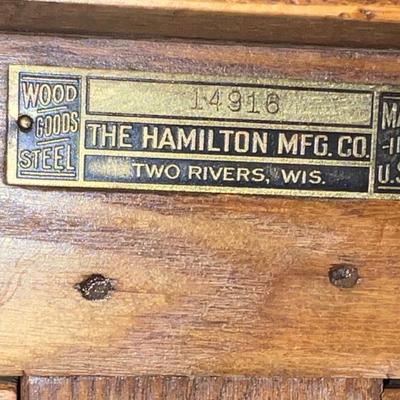 WOOD
GOODS
STEEL
14916
THE HAMILTON MFG. CO.
TWO RIVERS, WIS.